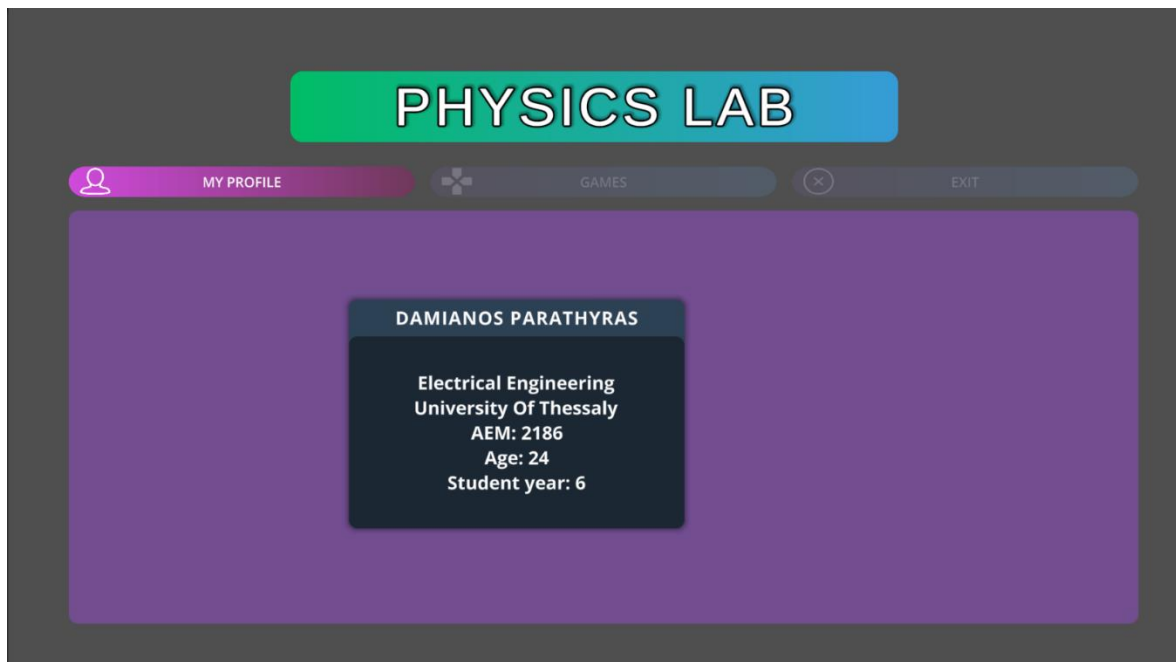 PHYSICS LAB
MY PROFILE
GAMES
EXIT
DAMIANOS PARATHYRAS
Electrical Engineering
University Of Thessaly
AEM: 2186
Age: 24
Student year: 6